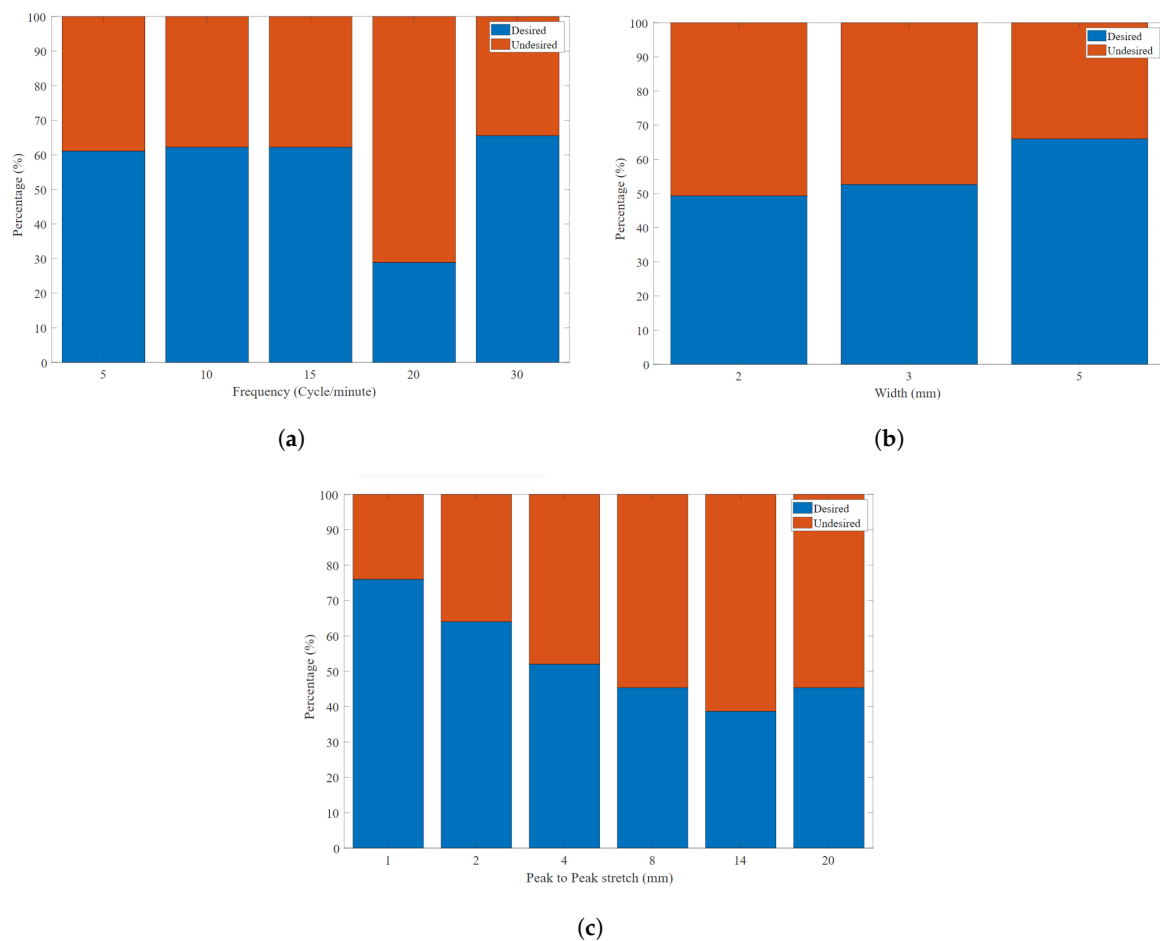 100
90
80
70
60
50
40
30
20
10
0
Percentage (%)
Desired
Undesired
5 10 15 20 30
Frequency (Cycle/minute)
(a)
100
90
80
70
60
50
40
30
20
10
0
Percentage (%)
Desired
Undesired
2 3 5
Width (mm)
(b)
100
90
80
70
60
50
40
30
20
10
0
Percentage (%)
Desired
Undesired
1 2 4 8 14 20
Peak to Peak stretch (mm)
(c)